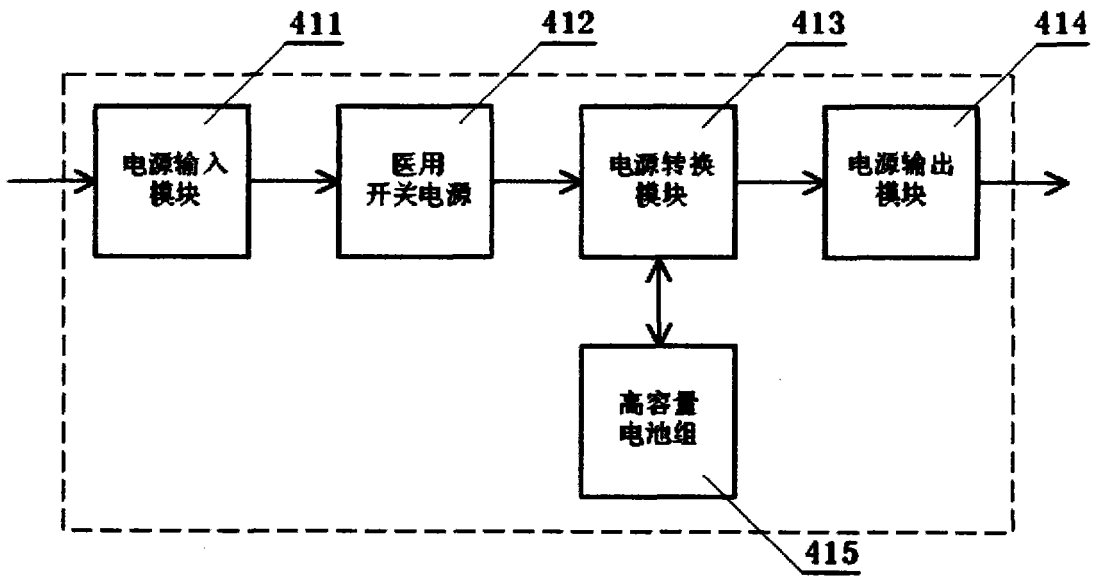 411
412
413
414
电源输入
模块
医用
开关电源
电源转换
模块
电源输出
模块
高容量
电池组
415